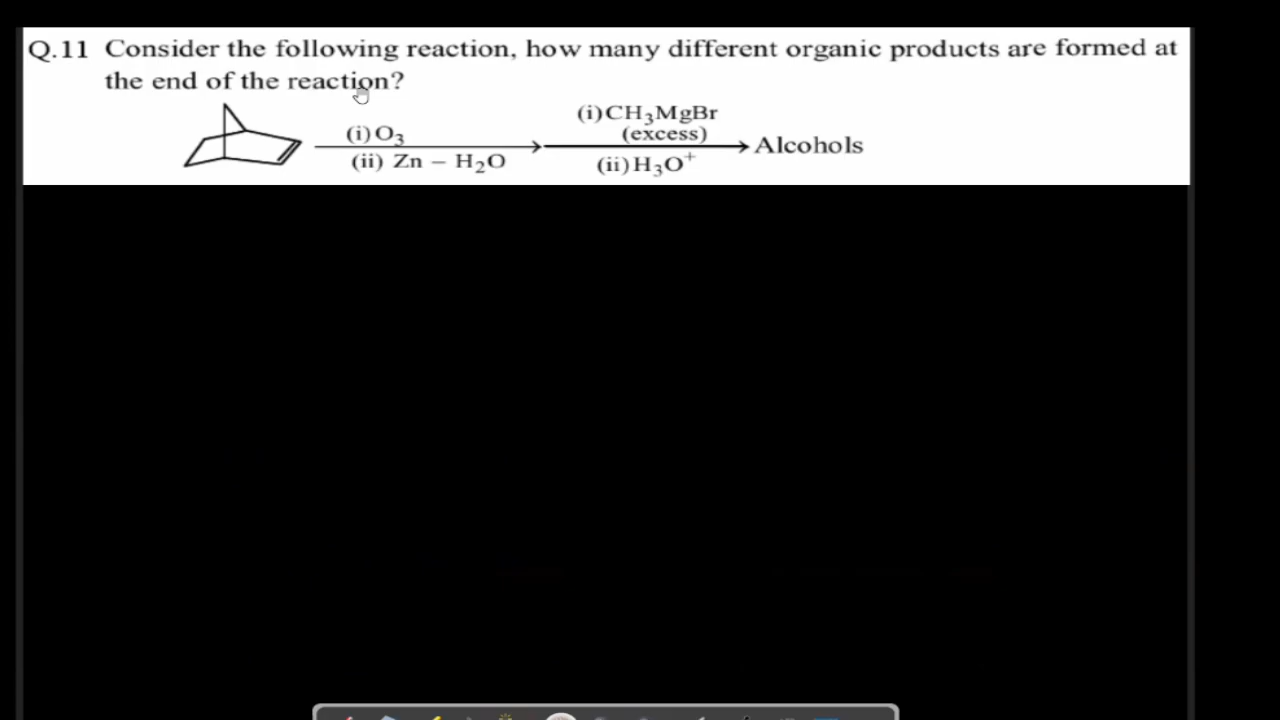 Q.11 Consider the following reaction, how many different organic products are formed at
the end of the reaction?
(i)O₃
(ii) Zn – H₂O
(i)CH₃MgBr
(excess)
(ii)H₃O⁺
Alcohols